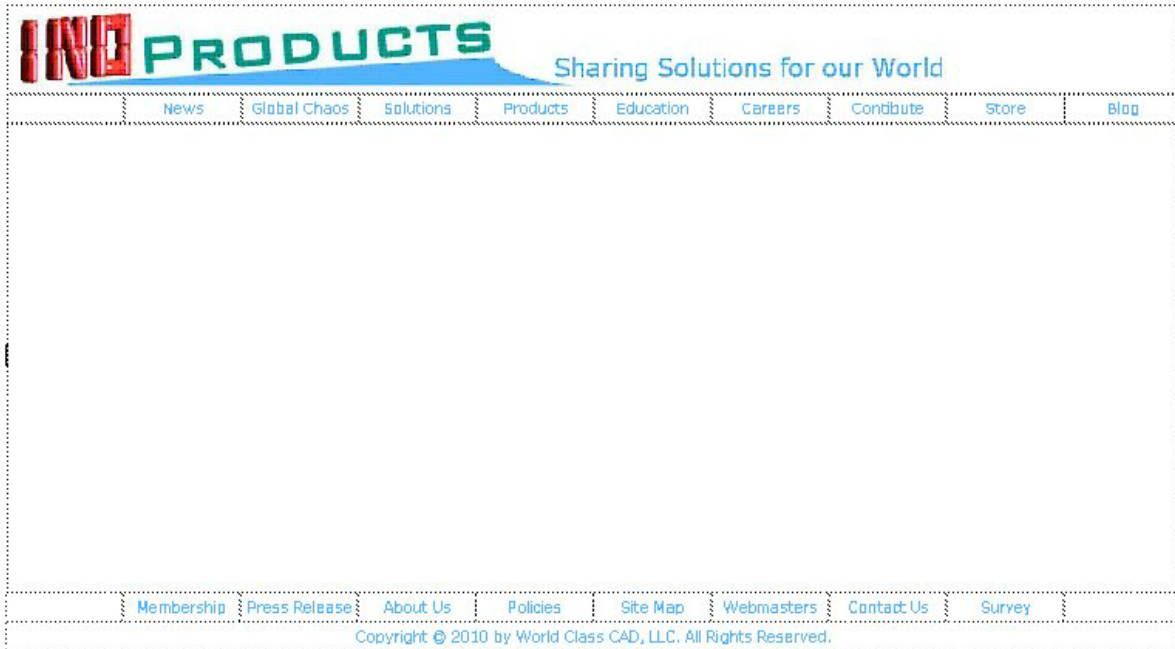 INO PRODUCTS
Sharing Solutions for our World
News Global Chaos Solutions Products Education Careers Contibute Store Blog
Membership Press Release About Us Policies Site Map Webmasters Contact Us Survey
Copyright © 2010 by World Class CAD, LLC. All Rights Reserved.